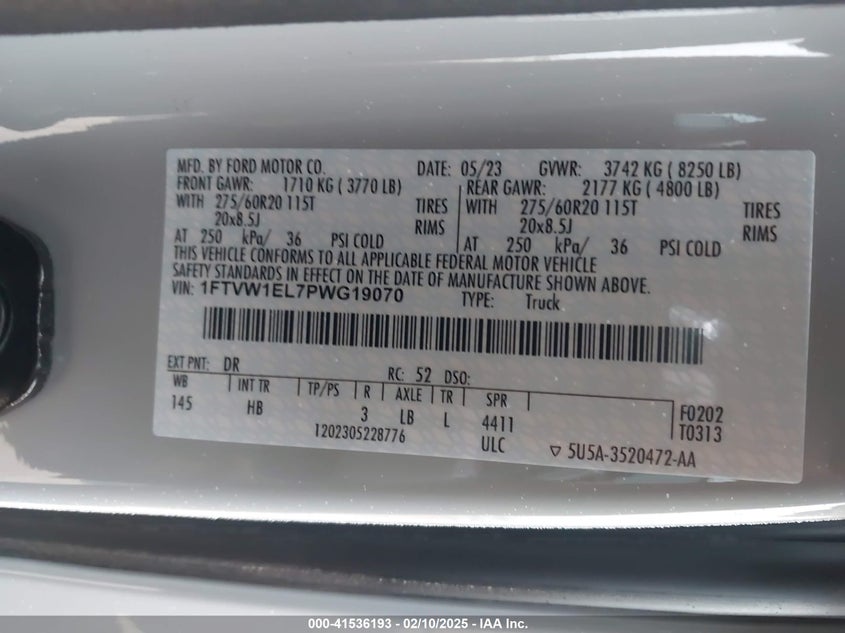 MFD. BY FORD MOTOR CO. DATE: 05/23 GVWR: 3742 KG ( 8250 LB)
FRONT GAWR: 1710 KG ( 3770 LB) REAR GAWR: 2177 KG ( 4800 LB)
WITH 275/60R20 115T TIRES WITH 275/60R20 115T TIRES
20x8.5J RIMS 20x8.5J RIMS
AT 250 kPa/ 36 PSI COLD AT 250 kPa/ 36 PSI COLD
THIS VEHICLE CONFORMS TO ALL APPLICABLE FEDERAL MOTOR VEHICLE
SAFETY STANDARDS IN EFFECT ON THE DATE OF MANUFACTURE SHOWN ABOVE.
VIN: 1FTVW1EL7PWG19070 TYPE: Truck
EXT PNT: DR RC: 52 DSO:
WB INT TR TP/PS R AXLE TR SPR
145 HB 3 LB L 4411 F0202
1202305228776 ULC T0313
▽ 5U5A-3520472-AA
000-41536193 - 02/10/2025 - IAA Inc.